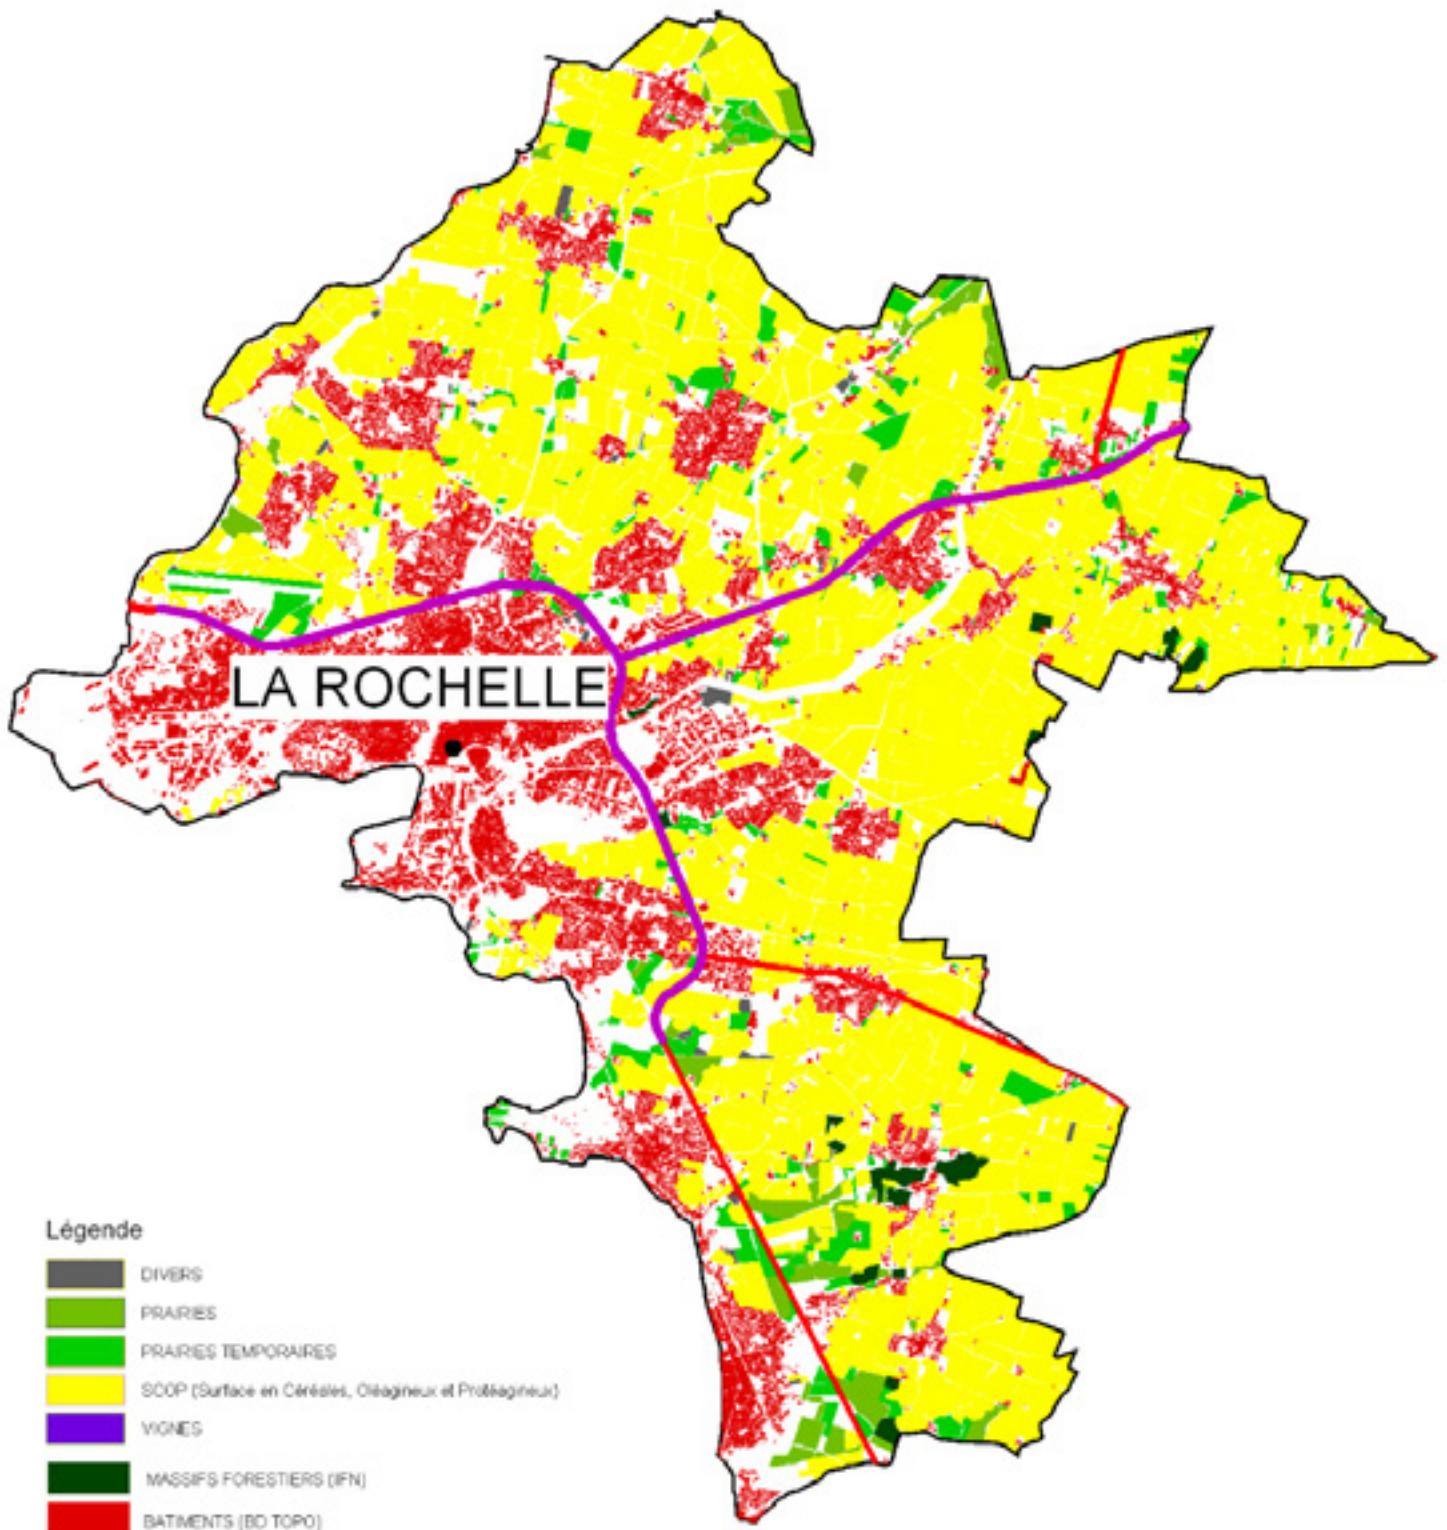 LA ROCHELLE
Légende
DIVERS
PRAIRIES
PRAIRIES TEMPORAIRES
SCOP (Surface en Céréales, Oléagineux et Protéagineux)
VIGNES
MASSIFS FORESTIERS (IFN)
BATIMENTS (BD TOPO)